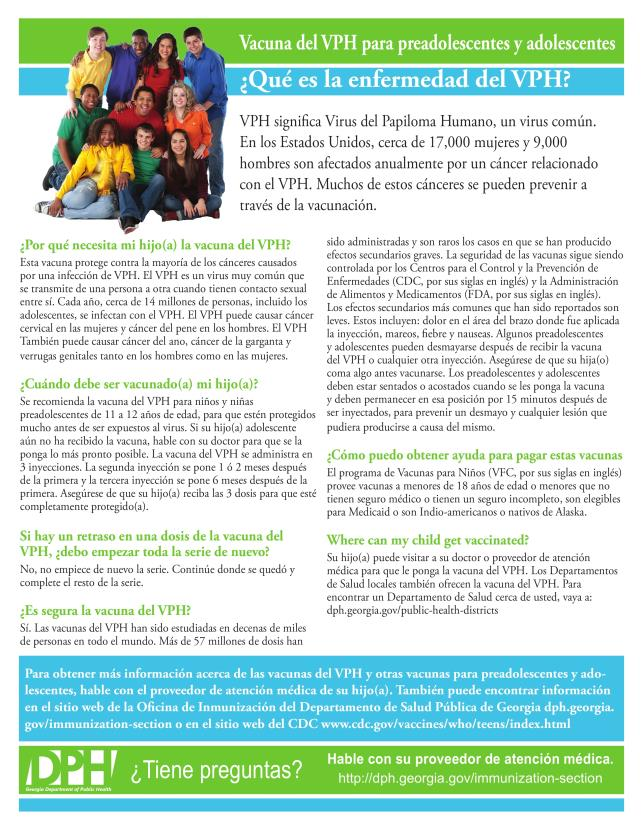 Vacuna del VPH para preadolescentes y adolescentes
¿Qué es la enfermedad del VPH?
VPH significa Virus del Papiloma Humano, un virus común.
En los Estados Unidos, cerca de 17,000 mujeres y 9,000
hombres son afectados anualmente por un cáncer relacionado
con el VPH. Muchos de estos cánceres se pueden prevenir a
través de la vacunación.
¿Por qué necesita mi hijo(a) la vacuna del VPH?
Esta vacuna protege contra la mayoría de los cánceres causados
por una infección de VPH. El VPH es un virus muy común que
se transmite de una persona a otra cuando tienen contacto sexual
entre sí. Cada año, cerca de 14 millones de personas, incluido los
adolescentes, se infectan con el VPH. El VPH puede causar cáncer
cervical en las mujeres y cáncer del pene en los hombres. El VPH
También puede causar cáncer del ano, cáncer de la garganta y
verrugas genitales tanto en los hombres como en las mujeres.
¿Cuándo debe ser vacunado(a) mi hijo(a)?
Se recomienda la vacuna del VPH para niños y niñas
preadolescentes de 11 a 12 años de edad, para que estén protegidos
mucho antes de ser expuestos al virus. Si su hijo(a) adolescente
aún no ha recibido la vacuna, hable con su doctor para que se la
ponga lo más pronto posible. La vacuna del VPH se administra en
3 inyecciones. La segunda inyección se pone 1 ó 2 meses después
de la primera y la tercera inyección se pone 6 meses después de la
primera. Asegúrese de que su hijo(a) reciba las 3 dosis para que esté
completamente protegido(a).
Si hay un retraso en una dosis de la vacuna del
VPH, ¿debo empezar toda la serie de nuevo?
No, no empiece de nuevo la serie. Continúe donde se quedó y
complete el resto de la serie.
¿Es segura la vacuna del VPH?
Sí. Las vacunas del VPH han sido estudiadas en decenas de miles
de personas en todo el mundo. Más de 57 millones de dosis han
sido administradas y son raros los casos en que se han producido
efectos secundarios graves. La seguridad de las vacunas sigue siendo
controlada por los Centros para el Control y la Prevención de
Enfermedades (CDC, por sus siglas en inglés) y la Administración
de Alimentos y Medicamentos (FDA, por sus siglas en inglés).
Los efectos secundarios más comunes que han sido reportados son
leves. Estos incluyen: dolor en el área del brazo donde fue aplicada
la inyección, mareos, fiebre y nauseas. Algunos preadolescentes
y adolescentes pueden desmayarse después de recibir la vacuna
del VPH o cualquier otra inyección. Asegúrese de que su hija(o)
coma algo antes vacunarse. Los preadolescentes y adolescentes
deben estar sentados o acostados cuando se les ponga la vacuna
y deben permanecer en esa posición por 15 minutos después de
ser inyectados, para prevenir un desmayo y cualquier lesión que
pudiera producirse a causa del mismo.
¿Cómo puedo obtener ayuda para pagar estas vacunas
El programa de Vacunas para Niños (VFC, por sus siglas en inglés)
provee vacunas a menores de 18 años de edad o menores que no
tienen seguro médico o tienen un seguro incompleto, son elegibles
para Medicaid o son Indio-americanos o nativos de Alaska.
Where can my child get vaccinated?
Su hijo(a) puede visitar a su doctor o proveedor de atención
médica para que le ponga la vacuna del VPH. Los Departamentos
de Salud locales también ofrecen la vacuna del VPH. Para
encontrar un Departamento de Salud cerca de usted, vaya a:
dph.georgia.gov/public-health-districts
Para obtener más información acerca de las vacunas del VPH y otras vacunas para preadolescentes y ado-
lescentes, hable con el proveedor de atención médica de su hijo(a). También puede encontrar información
en el sitio web de la Oficina de Inmunización del Departamento de Salud Pública de Georgia dph.georgia.
gov/immunization-section o en el sitio web del CDC www.cdc.gov/vaccines/who/teens/index.html
DPH
Georgia Department of Public Health
¿Tiene preguntas?
Hable con su proveedor de atención médica.
http://dph.georgia.gov/immunization-section